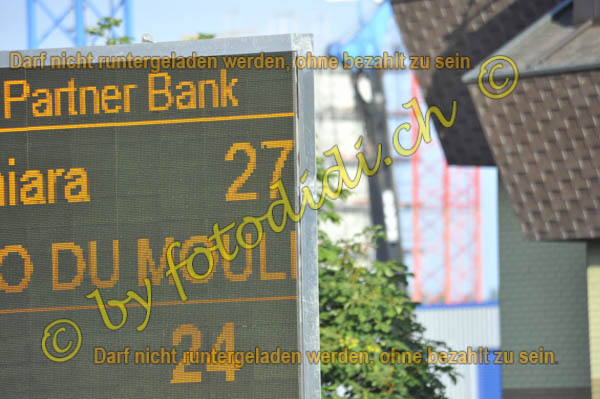 Darf nicht runtergeladen werden, ohne bezahlt zu sein
Partner Bank
©
iara 27
© by fotodidi.ch
O DU MOULI
24
© Darf nicht runtergeladen werden, ohne bezahlt zu sein.